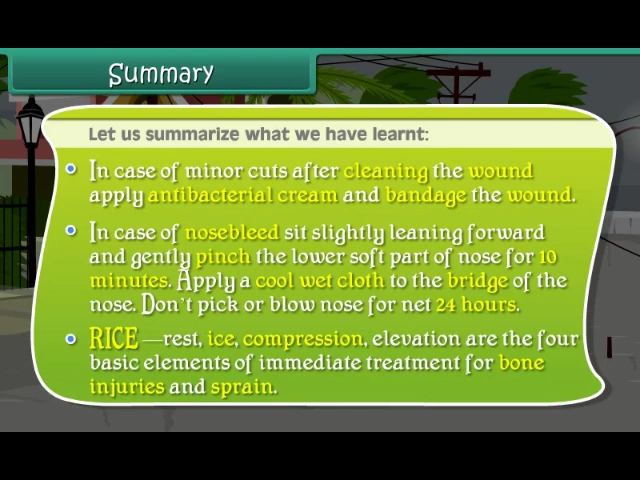 Summary
Let us summarize what we have learnt:
In case of minor cuts after cleaning the wound
apply antibacterial cream and bandage the wound.
In case of nosebleed sit slightly leaning forward
and gently pinch the lower soft part of nose for 10
minutes. Apply a cool wet cloth to the bridge of the
nose. Don't pick or blow nose for net 24 hours.
RICE —rest, ice, compression, elevation are the four
basic elements of immediate treatment for bone
injuries and sprain.